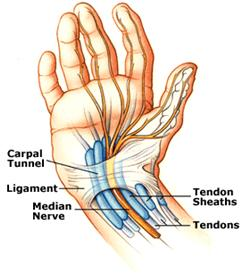 Carpal
Tunnel
Ligament
Median
Nerve
Tendon
Sheaths
Tendons